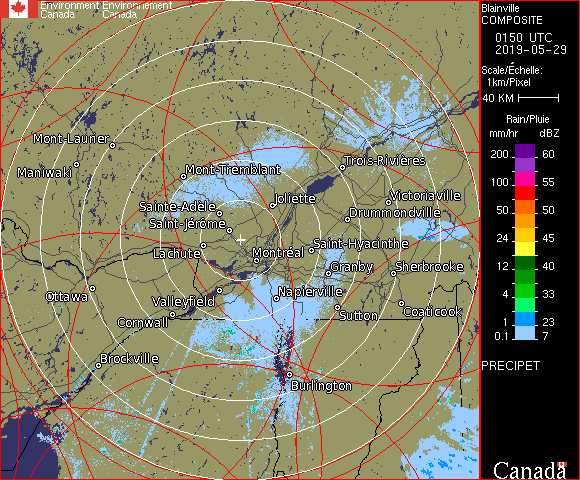 Environment Environnement
Canada Canada
Blainville
COMPOSITE
0150 UTC
2019-05-29
Scale/Échelle:
1km/Pixel
40 KM
Rain/Pluie
mm/hr dBZ
200 60
100 55
50 50
24 45
12 40
4 33
1 23
0.1 7
PRECIPET
Canada
Mont-Laurier
Maniwaki
Mont-Tremblant
Trois-Rivières
Sainte-Adèle
Joliette
Victoriaville
Saint-Jérôme
Drummondville
Lachute
Montréal
Saint-Hyacinthe
Granby
Sherbrooke
Ottawa
Valleyfield
Napierville
Cornwall
Sutton
Coaticook
Brockville
Burlington